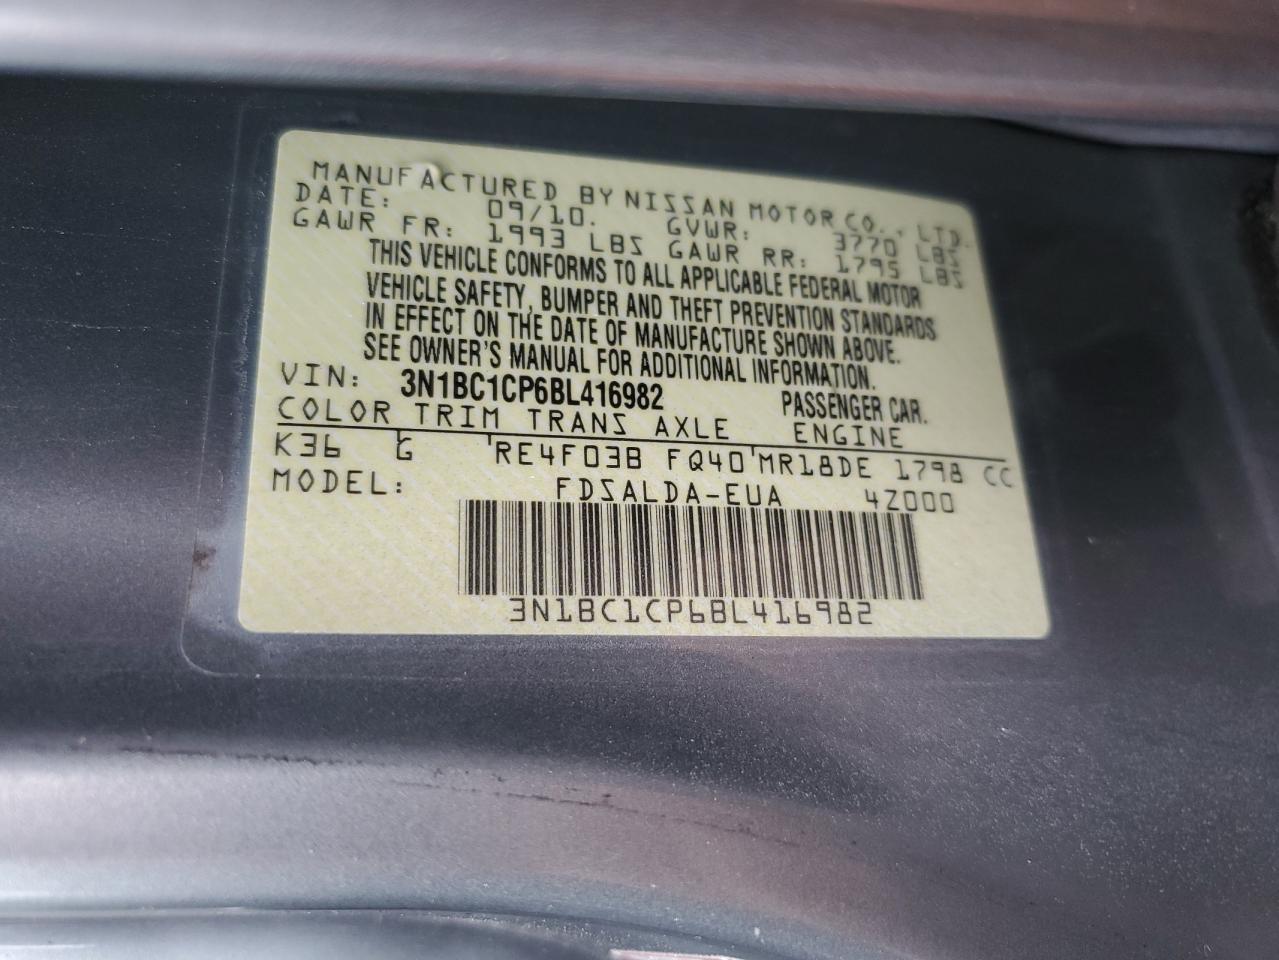 MANUFACTURED BY NISSAN MOTOR CO., LTD.
DATE: 09/10. GVWR: 3770 LBS
GAWR FR: 1993 LBS GAWR RR: 1795 LBS
THIS VEHICLE CONFORMS TO ALL APPLICABLE FEDERAL MOTOR
VEHICLE SAFETY, BUMPER AND THEFT PREVENTION STANDARDS
IN EFFECT ON THE DATE OF MANUFACTURE SHOWN ABOVE.
SEE OWNER'S MANUAL FOR ADDITIONAL INFORMATION.
VIN: 3N1BC1CP6BL416982 PASSENGER CAR.
COLOR TRIM TRANS AXLE ENGINE
K36 G RE4F03B FQ40 MR18DE 1798 CC
MODEL: FDSALDA-EUA 4Z000
3N1BC1CP6BL416982